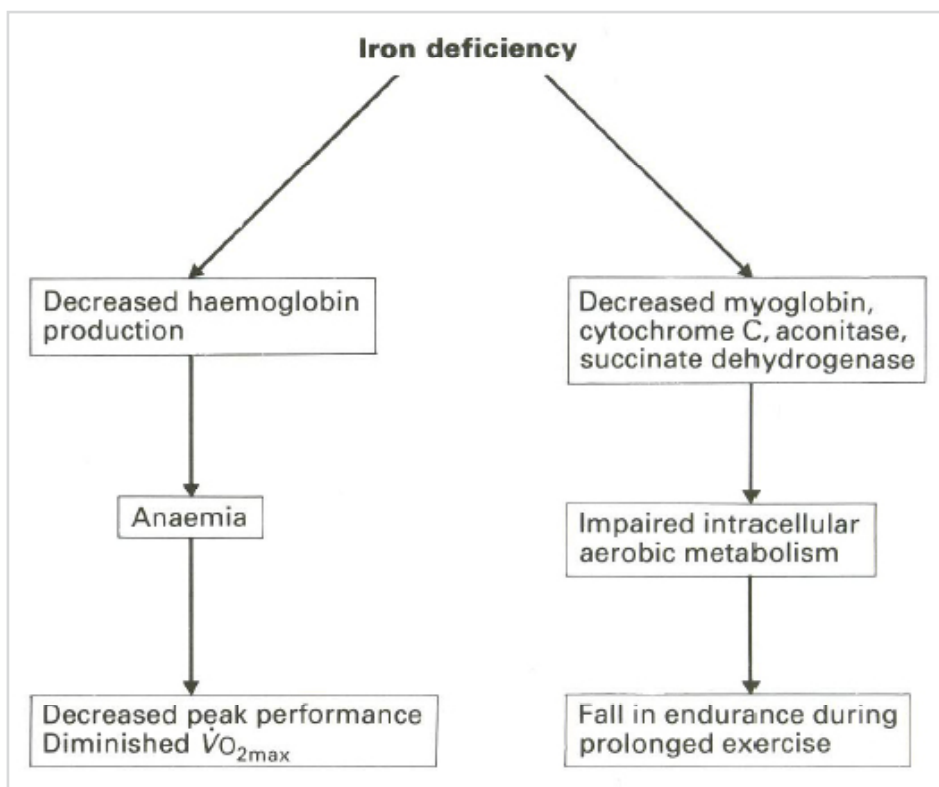 Iron deficiency
Decreased haemoglobin
production
Decreased myoglobin,
cytochrome C, aconitase,
succinate dehydrogenase
Anaemia
Impaired intracellular
aerobic metabolism
Decreased peak performance
Diminished V̇O₂max
Fall in endurance during
prolonged exercise